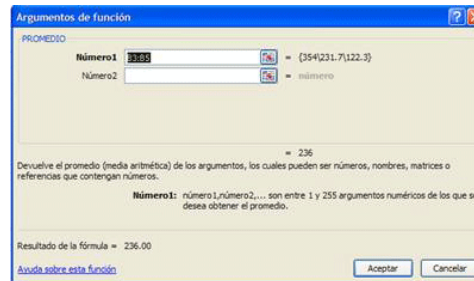 Argumentos de función
PROMEDIO
Número1 B3:B5 = {354\231.7\122.3}
Número2 = número
= 236
Devuelve el promedio (media aritmética) de los argumentos, los cuales pueden ser números, nombres, matrices o
referencias que contengan números.
Número1: número1,número2,... son entre 1 y 255 argumentos numéricos de los que se
desea obtener el promedio.
Resultado de la fórmula = 236.00
Ayuda sobre esta función
Aceptar Cancelar